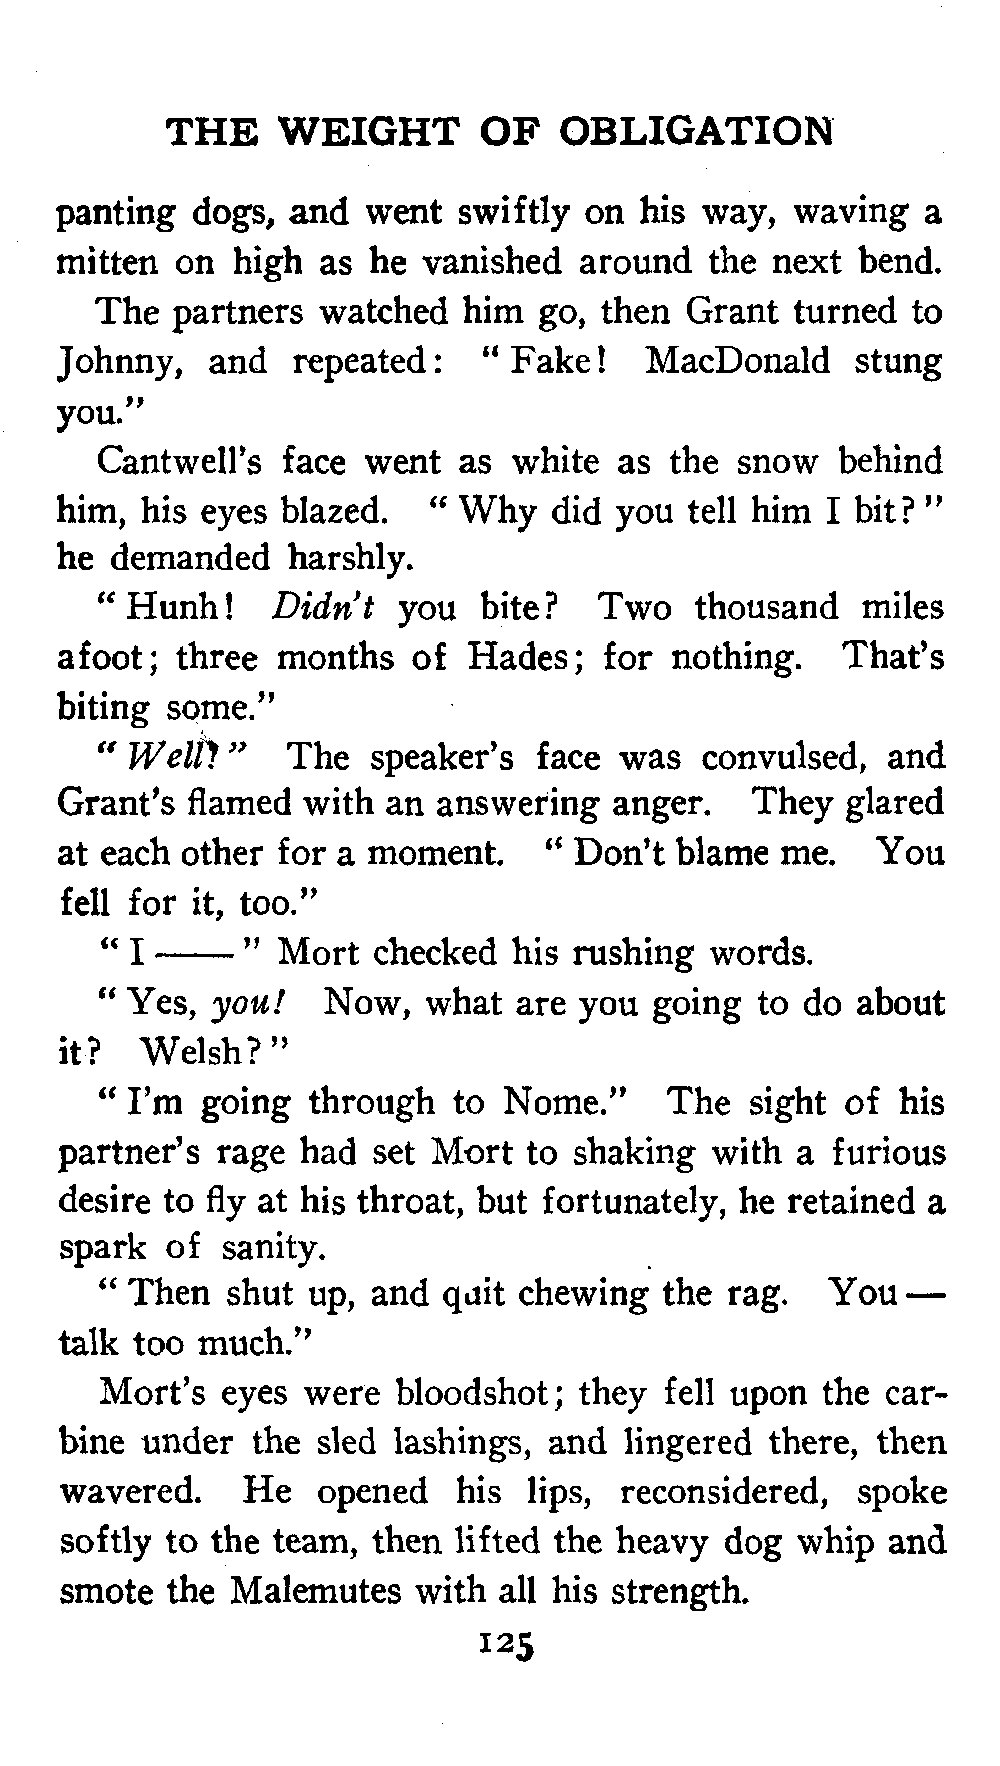 THE WEIGHT OF OBLIGATION
panting dogs, and went swiftly on his way, waving a
mitten on high as he vanished around the next bend.
The partners watched him go, then Grant turned to
Johnny, and repeated: "Fake! MacDonald stung
you."
Cantwell's face went as white as the snow behind
him, his eyes blazed. "Why did you tell him I bit?"
he demanded harshly.
"Hunh! Didn't you bite? Two thousand miles
afoot; three months of Hades; for nothing. That's
biting some."
"Well!" The speaker's face was convulsed, and
Grant's flamed with an answering anger. They glared
at each other for a moment. "Don't blame me. You
fell for it, too."
"I——" Mort checked his rushing words.
"Yes, you! Now, what are you going to do about
it? Welsh?"
"I'm going through to Nome." The sight of his
partner's rage had set Mort to shaking with a furious
desire to fly at his throat, but fortunately, he retained a
spark of sanity.
"Then shut up, and quit chewing the rag. You—
talk too much."
Mort's eyes were bloodshot; they fell upon the car-
bine under the sled lashings, and lingered there, then
wavered. He opened his lips, reconsidered, spoke
softly to the team, then lifted the heavy dog whip and
smote the Malemutes with all his strength.
125